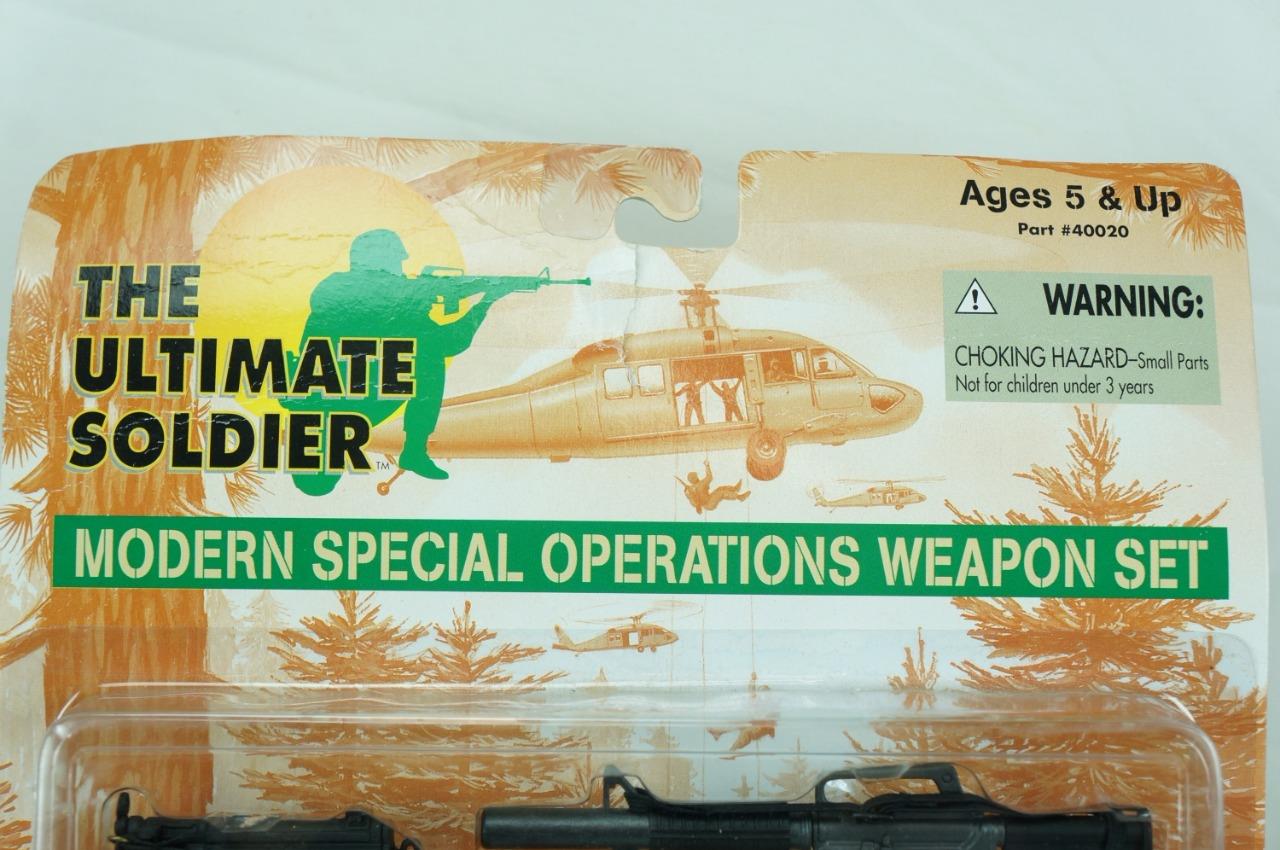 THE
ULTIMATE
SOLDIER™
Ages 5 & Up
Part #40020
WARNING:
CHOKING HAZARD–Small Parts
Not for children under 3 years
MODERN SPECIAL OPERATIONS WEAPON SET